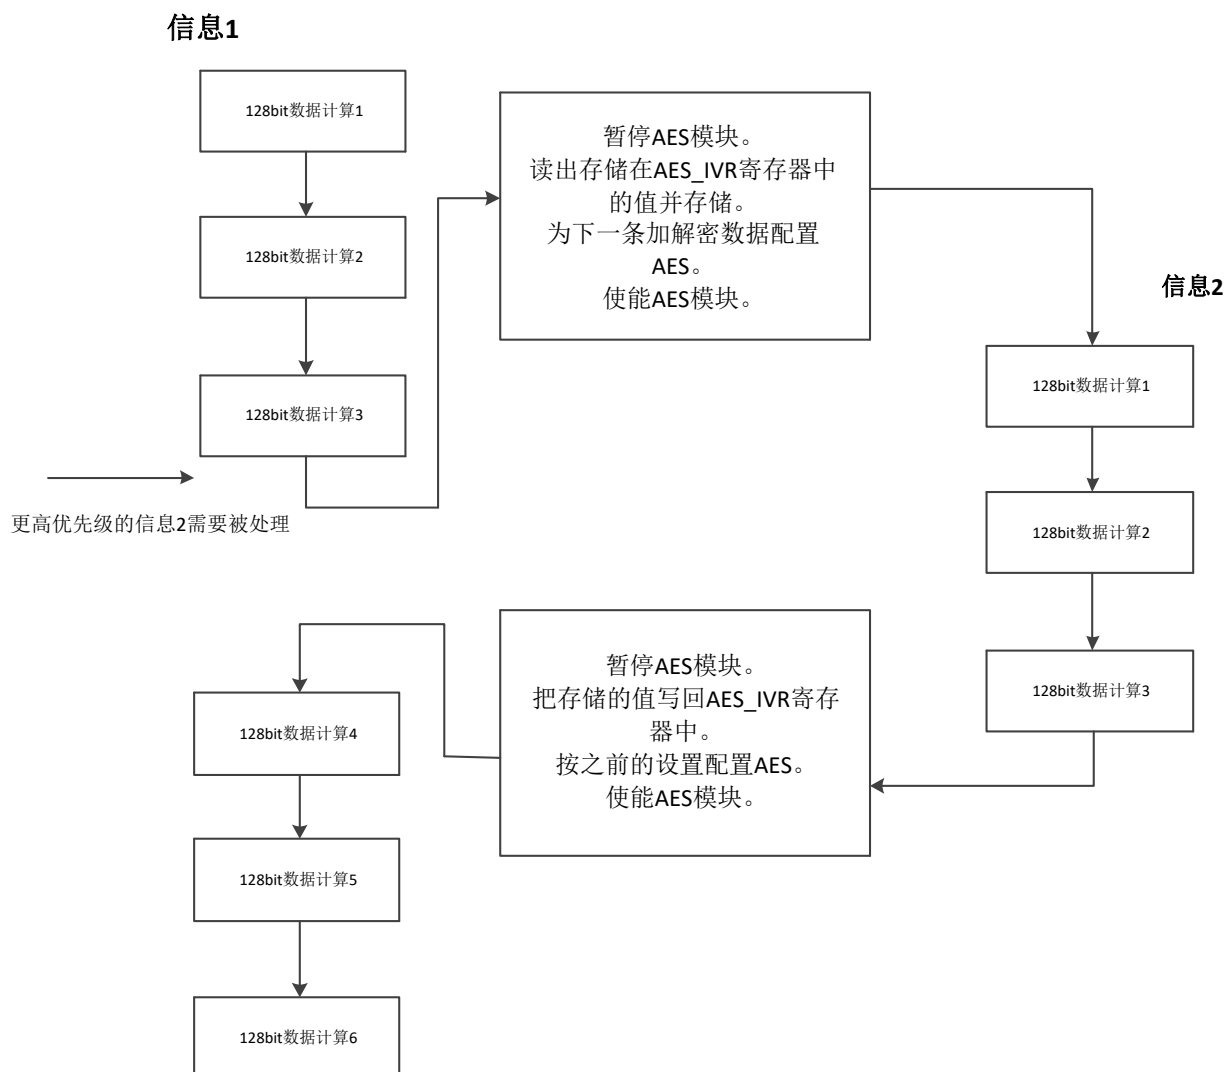 信息1
128bit数据计算1
128bit数据计算2
128bit数据计算3
更高优先级的信息2需要被处理
暂停AES模块。
读出存储在AES_IVR寄存器中
的值并存储。
为下一条加解密数据配置
AES。
使能AES模块。
信息2
128bit数据计算1
128bit数据计算2
128bit数据计算3
暂停AES模块。
把存储的值写回AES_IVR寄存
器中。
按之前的设置配置AES。
使能AES模块。
128bit数据计算4
128bit数据计算5
128bit数据计算6